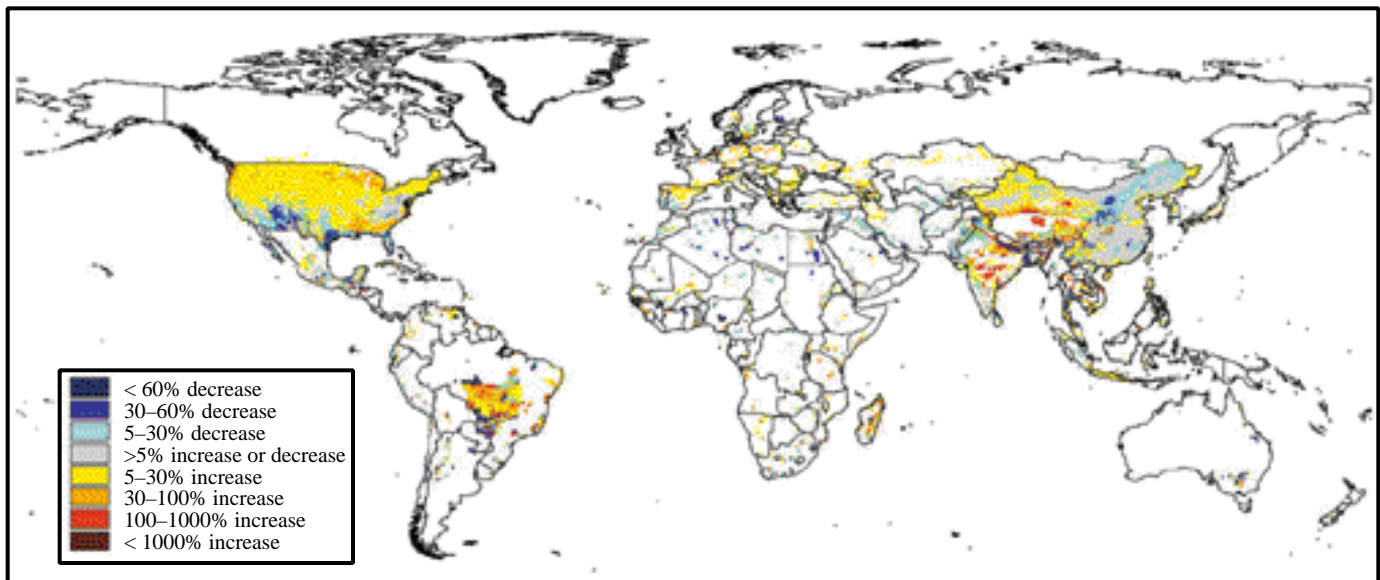 < 60% decrease
30–60% decrease
5–30% decrease
>5% increase or decrease
5–30% increase
30–100% increase
100–1000% increase
< 1000% increase